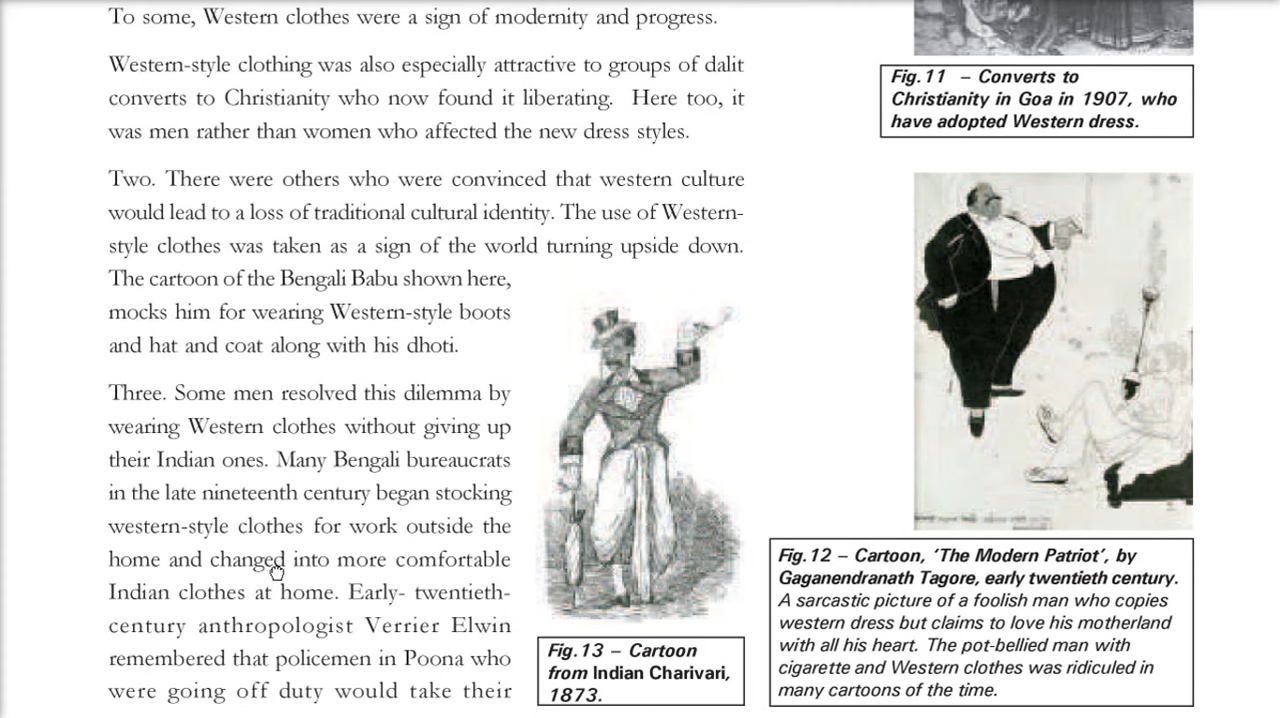 To some, Western clothes were a sign of modernity and progress.
Western-style clothing was also especially attractive to groups of dalit
converts to Christianity who now found it liberating. Here too, it
was men rather than women who affected the new dress styles.
Two. There were others who were convinced that western culture
would lead to a loss of traditional cultural identity. The use of Western-
style clothes was taken as a sign of the world turning upside down.
The cartoon of the Bengali Babu shown here,
mocks him for wearing Western-style boots
and hat and coat along with his dhoti.
Three. Some men resolved this dilemma by
wearing Western clothes without giving up
their Indian ones. Many Bengali bureaucrats
in the late nineteenth century began stocking
western-style clothes for work outside the
home and changed into more comfortable
Indian clothes at home. Early- twentieth-
century anthropologist Verrier Elwin
remembered that policemen in Poona who
were going off duty would take their
Fig.13 – Cartoon
from Indian Charivari,
1873.
Fig.11 – Converts to
Christianity in Goa in 1907, who
have adopted Western dress.
Fig.12 – Cartoon, ‘The Modern Patriot’, by
Gaganendranath Tagore, early twentieth century.
A sarcastic picture of a foolish man who copies
western dress but claims to love his motherland
with all his heart. The pot-bellied man with
cigarette and Western clothes was ridiculed in
many cartoons of the time.